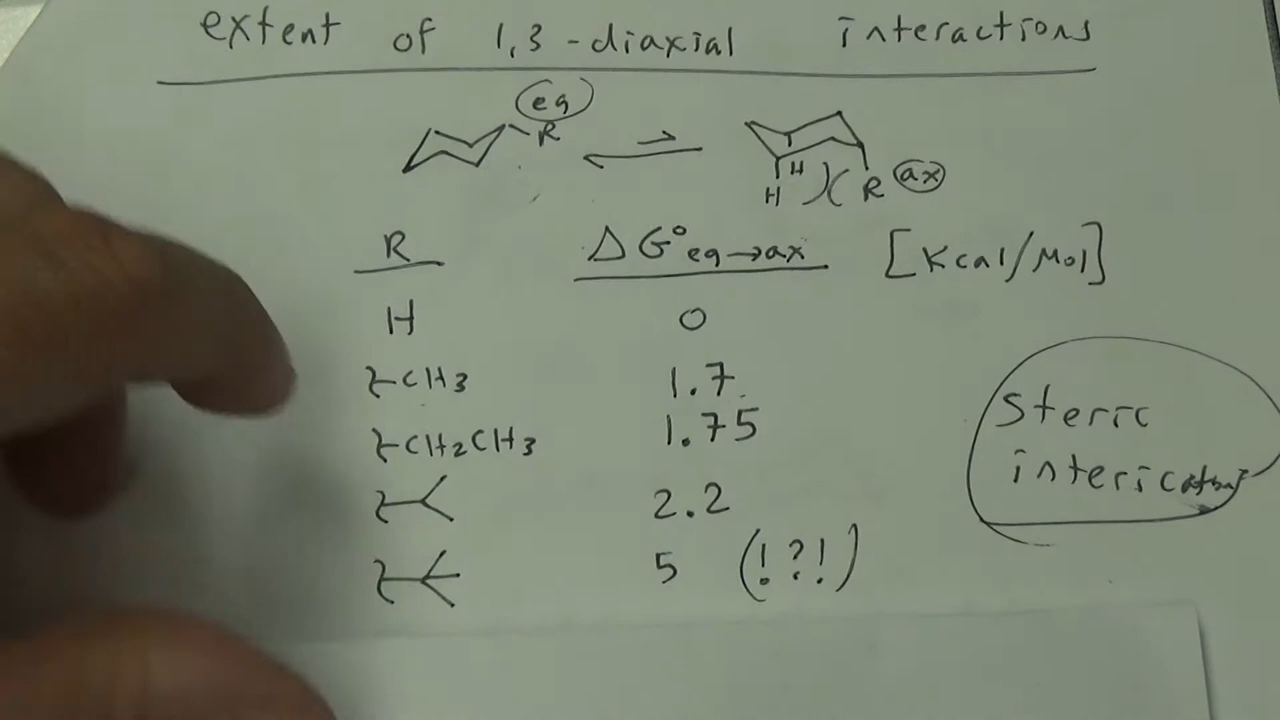 extent of 1,3-diaxial interactions
eq
R
H H R ax
R ΔG°eq→ax [Kcal/Mol]
H 0
CH3 1.7
CH2CH3 1.75
2.2
5 (!?!)
Steric